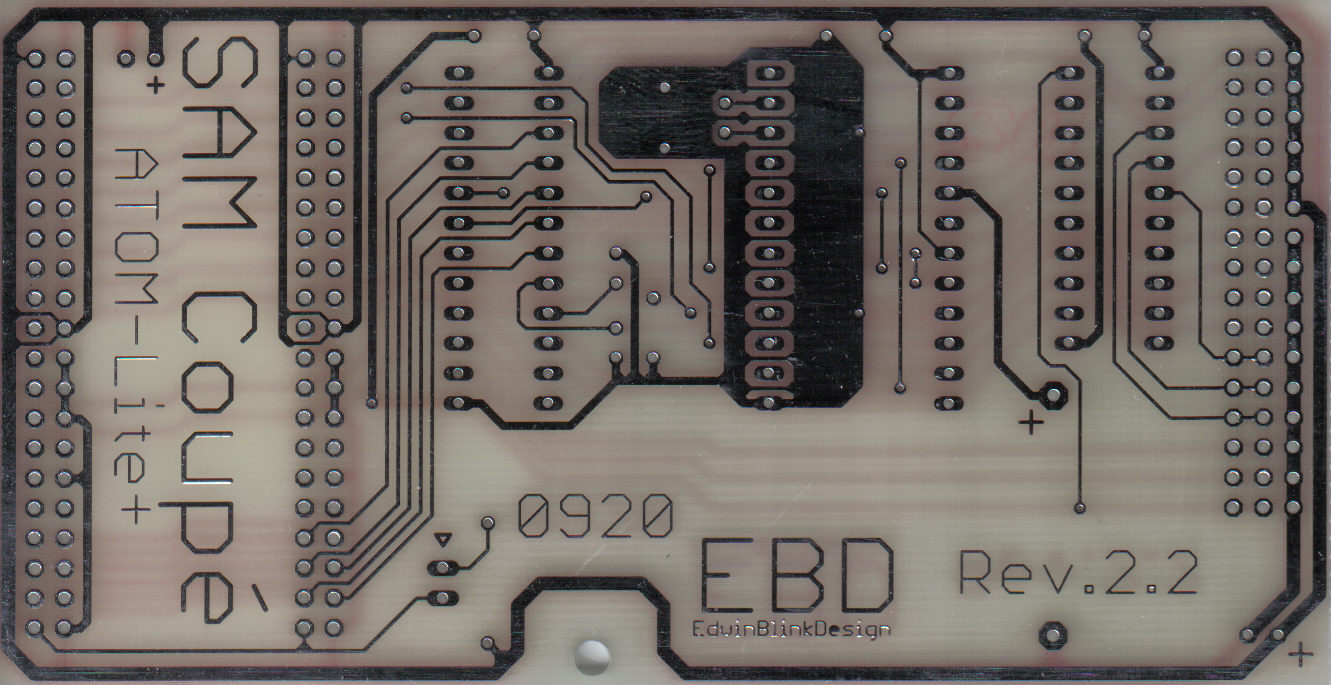 SAM Coupé
ATOM-Lite+
+
0920
EBD
EdwinBlinkDesign
Rev.2.2
+
+